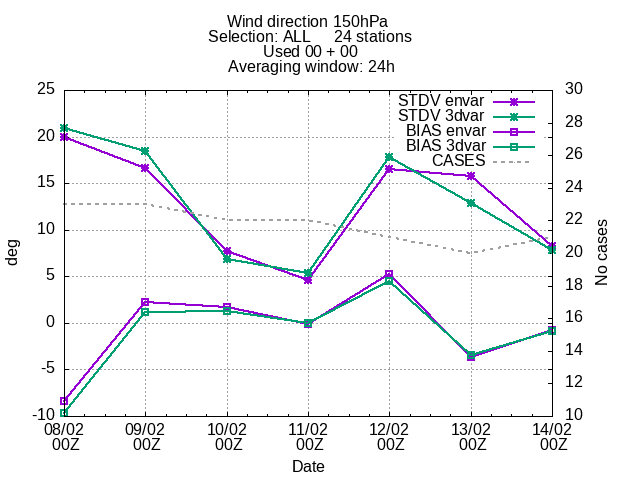 Wind direction 150hPa
Selection: ALL 24 stations
Used 00 + 00
Averaging window: 24h
STDV envar
STDV 3dvar
BIAS envar
BIAS 3dvar
CASES
25
20
15
10
5
0
-5
-10
deg
30
28
26
24
22
20
18
16
14
12
10
No cases
08/02 09/02 10/02 11/02 12/02 13/02 14/02
00Z 00Z 00Z 00Z 00Z 00Z 00Z
Date